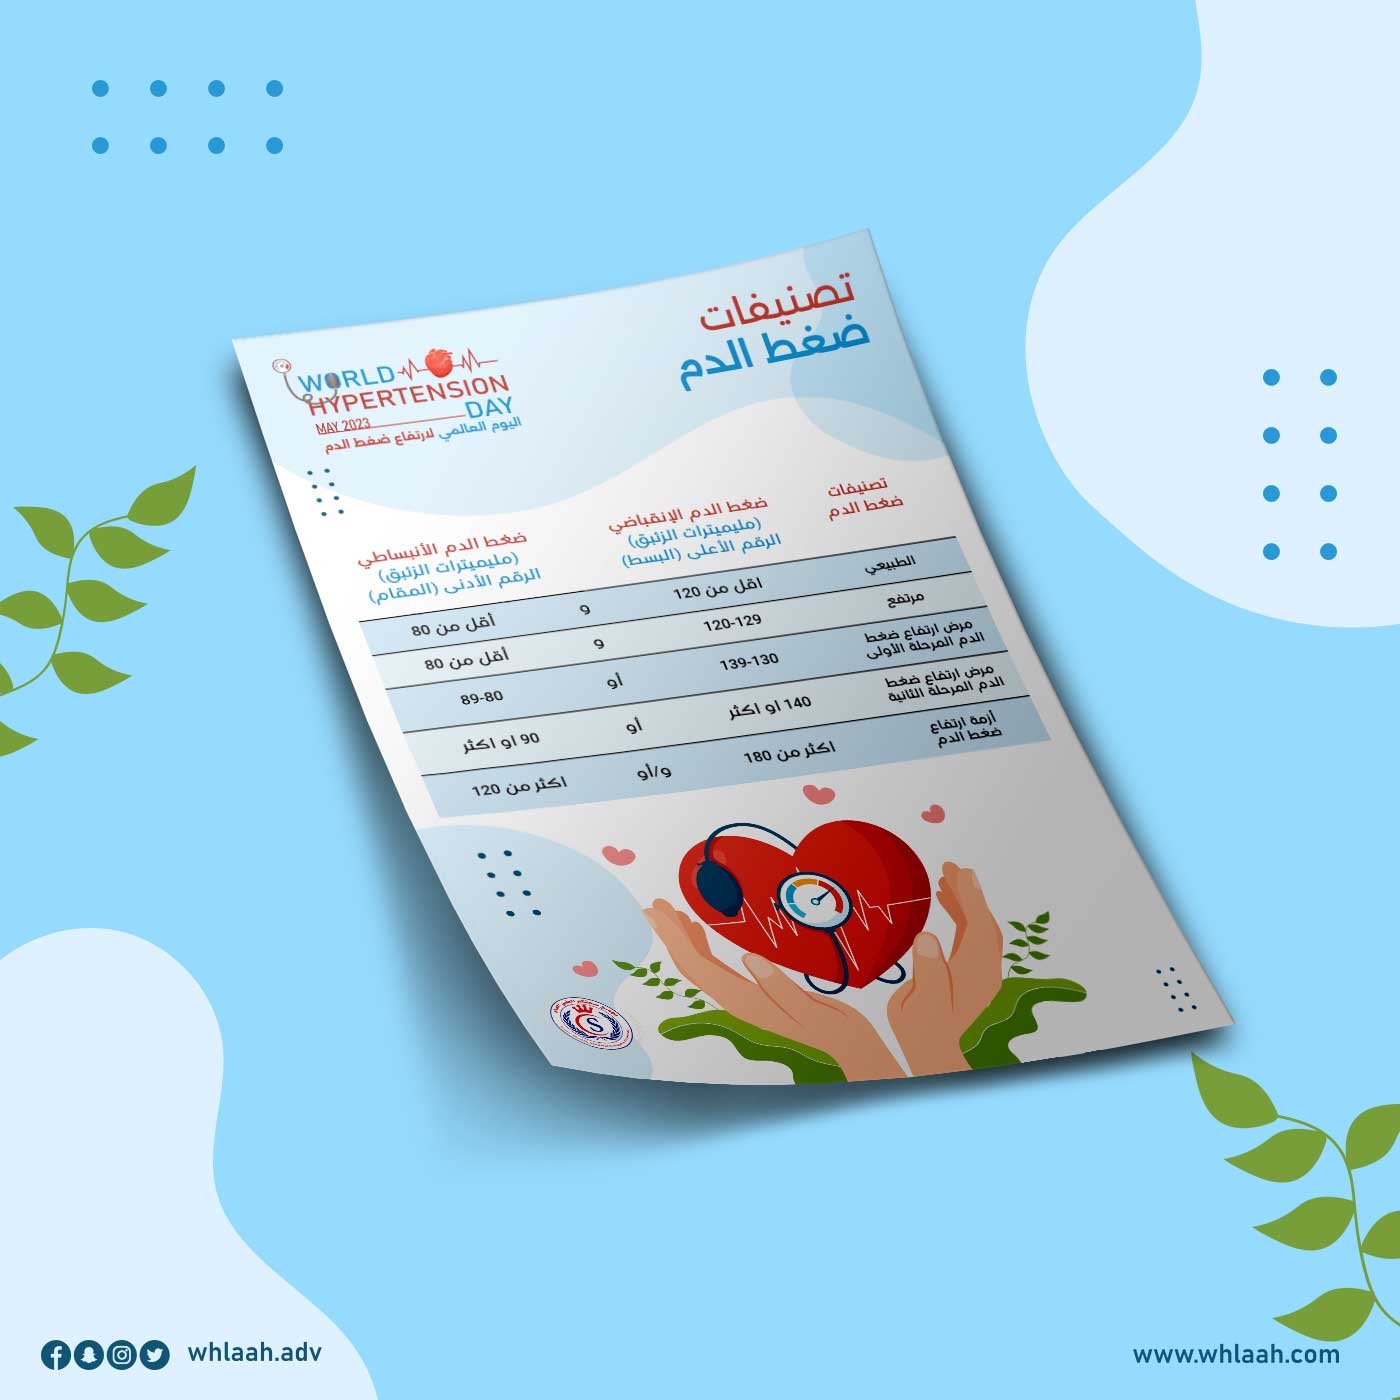 تصنيفات
ضغط الدم
WORLD
HYPERTENSION
DAY
MAY 2023
اليوم العالمي لارتفاع ضغط الدم
تصنيفات
ضغط الدم
ضغط الدم الإنقباضي
(مليميترات الزئبق)
الرقم الأعلى (البسط)
ضغط الدم الأنبساطي
(مليميترات الزئبق)
الرقم الأدنى (المقام)
الطبيعي اقل من 120 و أقل من 80
مرتفع 120-129 و أقل من 80
مرض ارتفاع ضغط
الدم المرحلة الأولى 139-130 أو 89-80
مرض ارتفاع ضغط
الدم المرحلة الثانية 140 او اكثر أو 90 او اكثر
أزمة ارتفاع
ضغط الدم اكثر من 180 و/أو اكثر من 120
S
whlaah.adv
www.whlaah.com